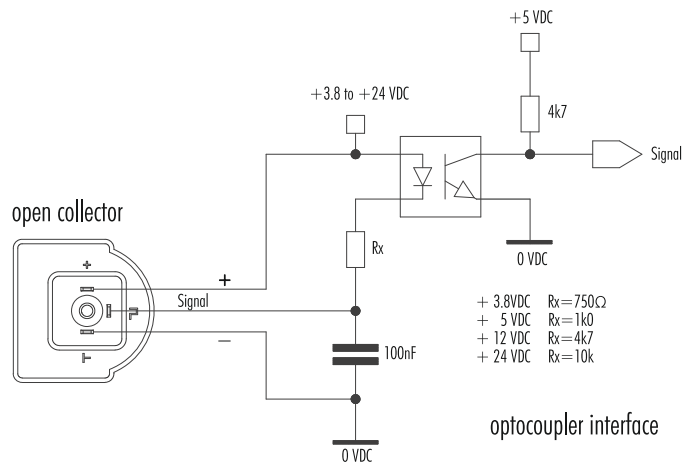 +5 VDC
+3.8 to +24 VDC
4k7
Signal
open collector
0 VDC
Rx
+
+
Signal
−
100nF
+ 3.8VDC Rx=750Ω
+ 5 VDC Rx=1k0
+ 12 VDC Rx=4k7
+ 24 VDC Rx=10k
optocoupler interface
0 VDC